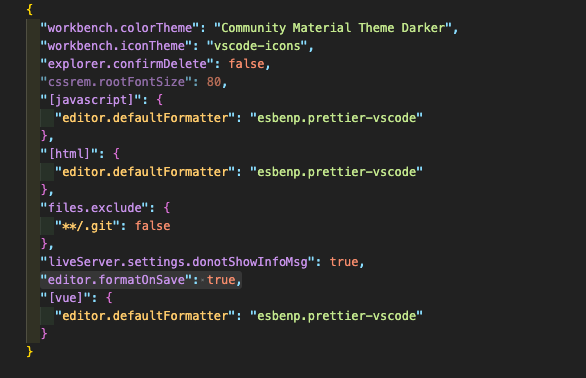 {
"workbench.colorTheme": "Community Material Theme Darker",
"workbench.iconTheme": "vscode-icons",
"explorer.confirmDelete": false,
"cssrem.rootFontSize": 80,
"[javascript]": {
"editor.defaultFormatter": "esbenp.prettier-vscode"
},
"[html]": {
"editor.defaultFormatter": "esbenp.prettier-vscode"
},
"files.exclude": {
"**/.git": false
},
"liveServer.settings.donotShowInfoMsg": true,
"editor.formatOnSave": true,
"[vue]": {
"editor.defaultFormatter": "esbenp.prettier-vscode"
}
}